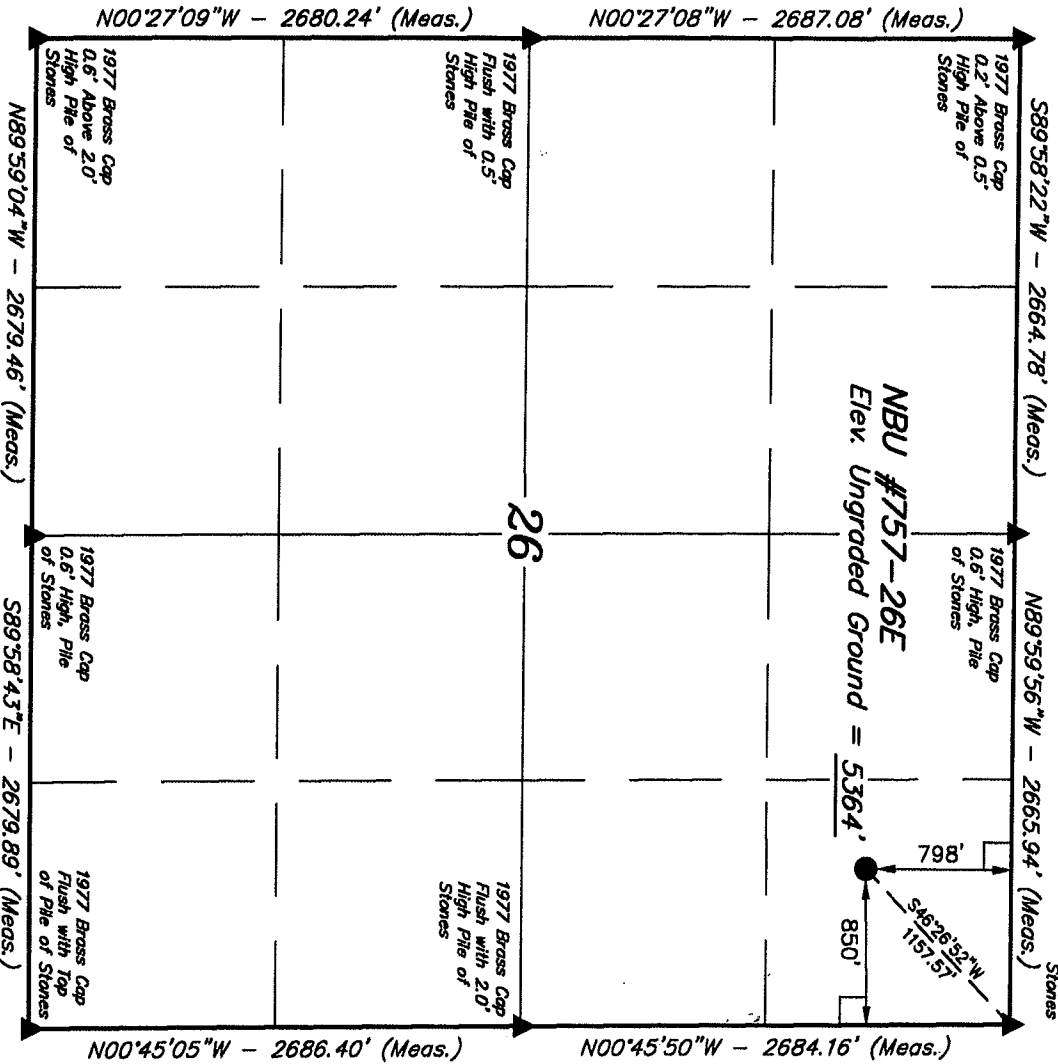 N00°27'09"W - 2680.24' (Meas.)
N00°27'08"W - 2687.08' (Meas.)
S89°58'22"W - 2664.78' (Meas.)
N89°59'56"W - 2665.94' (Meas.)
Stones
1977 Brass Cap
0.2' Above 0.5'
High Pile of
Stones
1977 Brass Cap
0.6' High, Pile
of Stones
NBU #757-26E
Elev. Ungraded Ground = 5364'
798'
850'
S46°26'52"W
1157.57'
1977 Brass Cap
Flush with 0.5'
High Pile of
Stones
26
1977 Brass Cap
Flush with 2.0'
High Pile of
Stones
1977 Brass Cap
0.6' Above 2.0'
High Pile of
Stones
1977 Brass Cap
0.6' High, Pile
of Stones
1977 Brass Cap
Flush with Top
of Pile of Stones
N89°59'04"W - 2679.46' (Meas.)
S89°58'43"E - 2679.89' (Meas.)
N00°45'05"W - 2686.40' (Meas.)
N00°45'50"W - 2684.16' (Meas.)